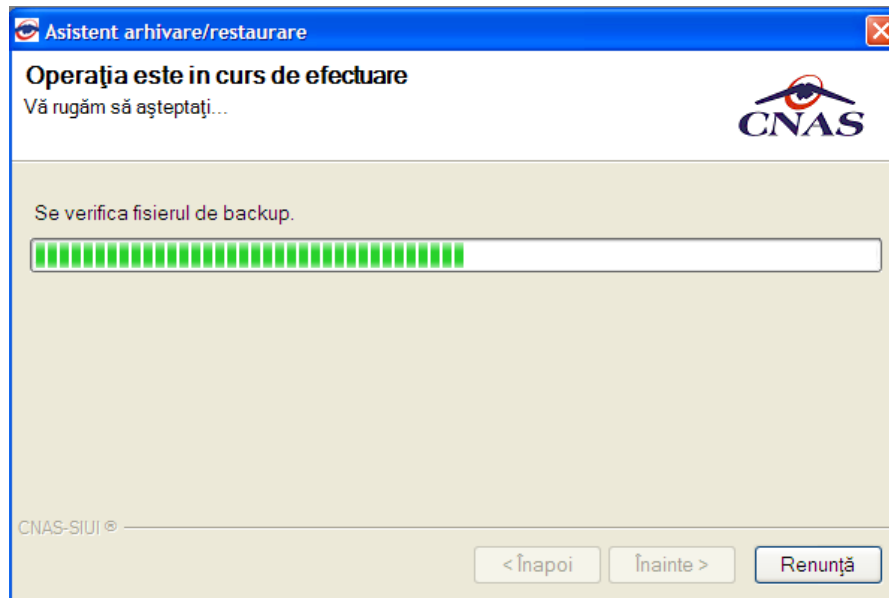 Asistent arhivare/restaurare
Operaţia este in curs de efectuare
Vă rugăm să aşteptaţi...
CNAS
Se verifica fisierul de backup.
CNAS-SIUI ®
< Înapoi
Înainte >
Renunţă